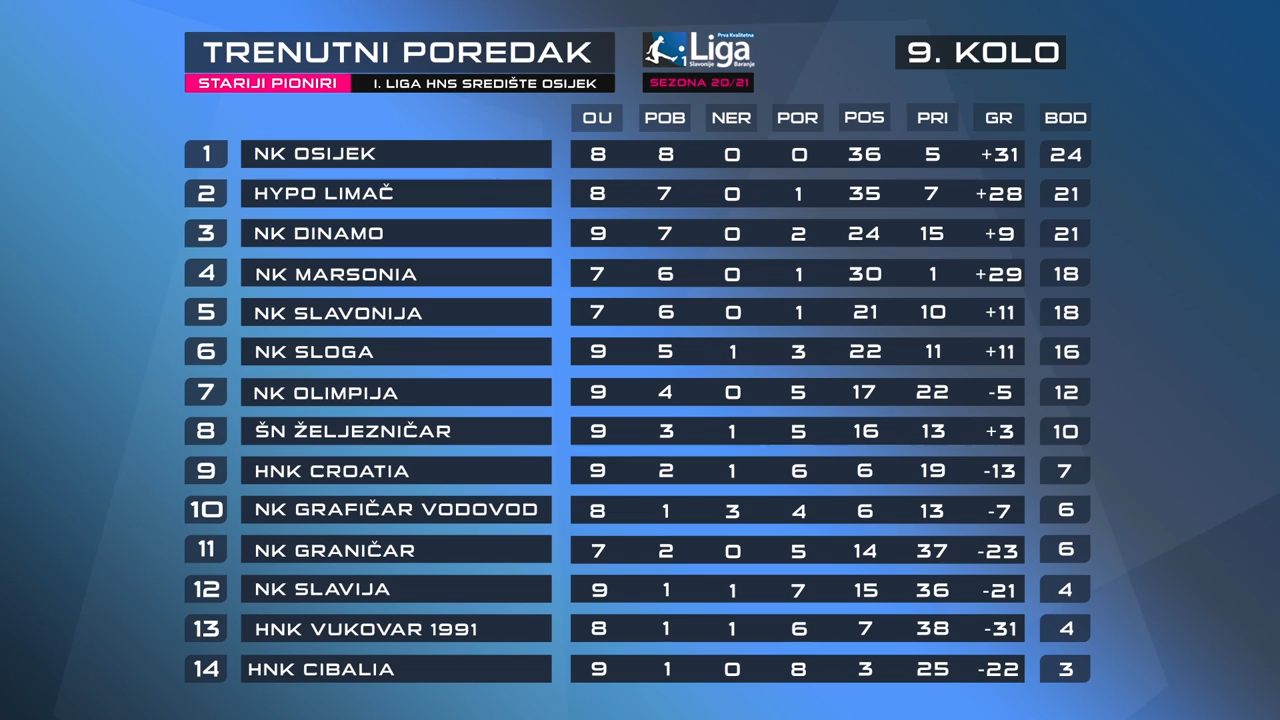 TRENUTNI POREDAK
STARIJI PIONIRI I. LIGA HNS SREDIŠTE OSIJEK
Prva Kvalitetna
1 Liga
Slavonije Baranje
SEZONA 20/21
9. KOLO
OU POB NER POR POS PRI GR BOD
1 NK OSIJEK 8 8 0 0 36 5 +31 24
2 HYPO LIMAČ 8 7 0 1 35 7 +28 21
3 NK DINAMO 9 7 0 2 24 15 +9 21
4 NK MARSONIA 7 6 0 1 30 1 +29 18
5 NK SLAVONIJA 7 6 0 1 21 10 +11 18
6 NK SLOGA 9 5 1 3 22 11 +11 16
7 NK OLIMPIJA 9 4 0 5 17 22 -5 12
8 ŠN ŽELJEZNIČAR 9 3 1 5 16 13 +3 10
9 HNK CROATIA 9 2 1 6 6 19 -13 7
10 NK GRAFIČAR VODOVOD 8 1 3 4 6 13 -7 6
11 NK GRANIČAR 7 2 0 5 14 37 -23 6
12 NK SLAVIJA 9 1 1 7 15 36 -21 4
13 HNK VUKOVAR 1991 8 1 1 6 7 38 -31 4
14 HNK CIBALIA 9 1 0 8 3 25 -22 3